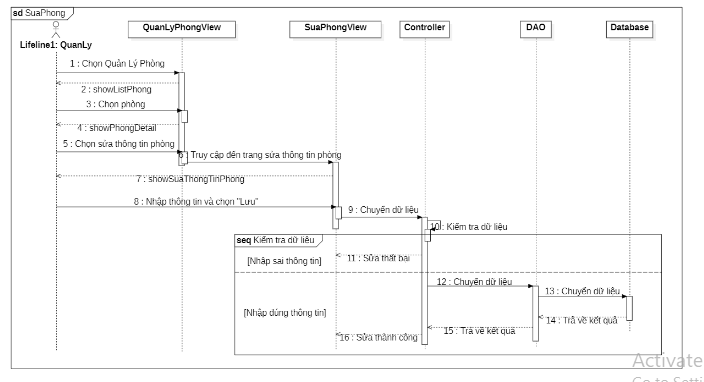 sd SuaPhong
QuanLyPhongView
SuaPhongView
Controller
DAO
Database
Lifeline1: QuanLy
1 : Chọn Quản Lý Phòng
2 : showListPhong
3 : Chọn phòng
4 : showPhongDetail
5 : Chọn sửa thông tin phòng
6 : Truy cập đến trang sửa thông tin phòng
7 : showSuaThongTinPhong
8 : Nhập thông tin và chọn "Lưu"
9 : Chuyển dữ liệu
10 : Kiểm tra dữ liệu
seq Kiểm tra dữ liệu
[Nhập sai thông tin]
11 : Sửa thất bại
12 : Chuyển dữ liệu
13 : Chuyển dữ liệu
[Nhập đúng thông tin]
14 : Trả về kết quả
15 : Trả về kết quả
16 : Sửa thành công
Activate
Go to Setti